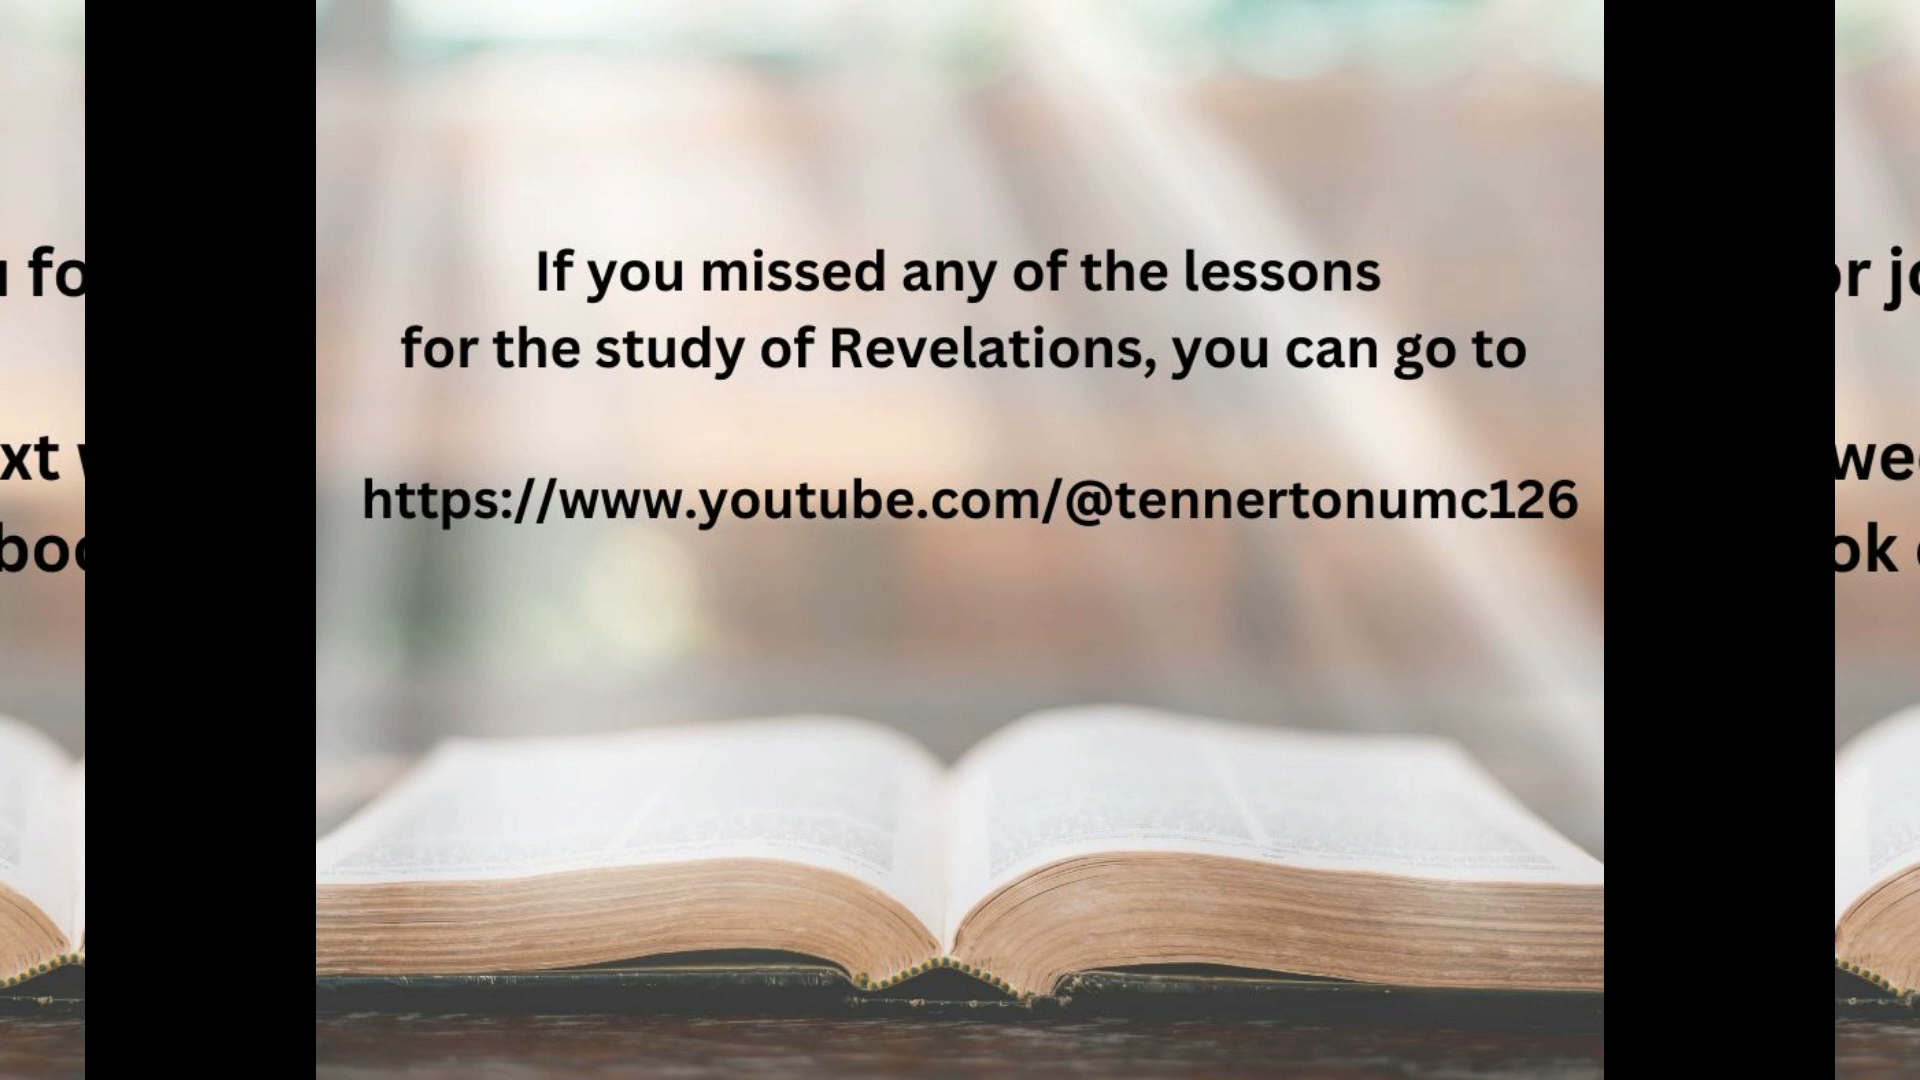 If you missed any of the lessons
for the study of Revelations, you can go to
https://www.youtube.com/@tennertonumc126